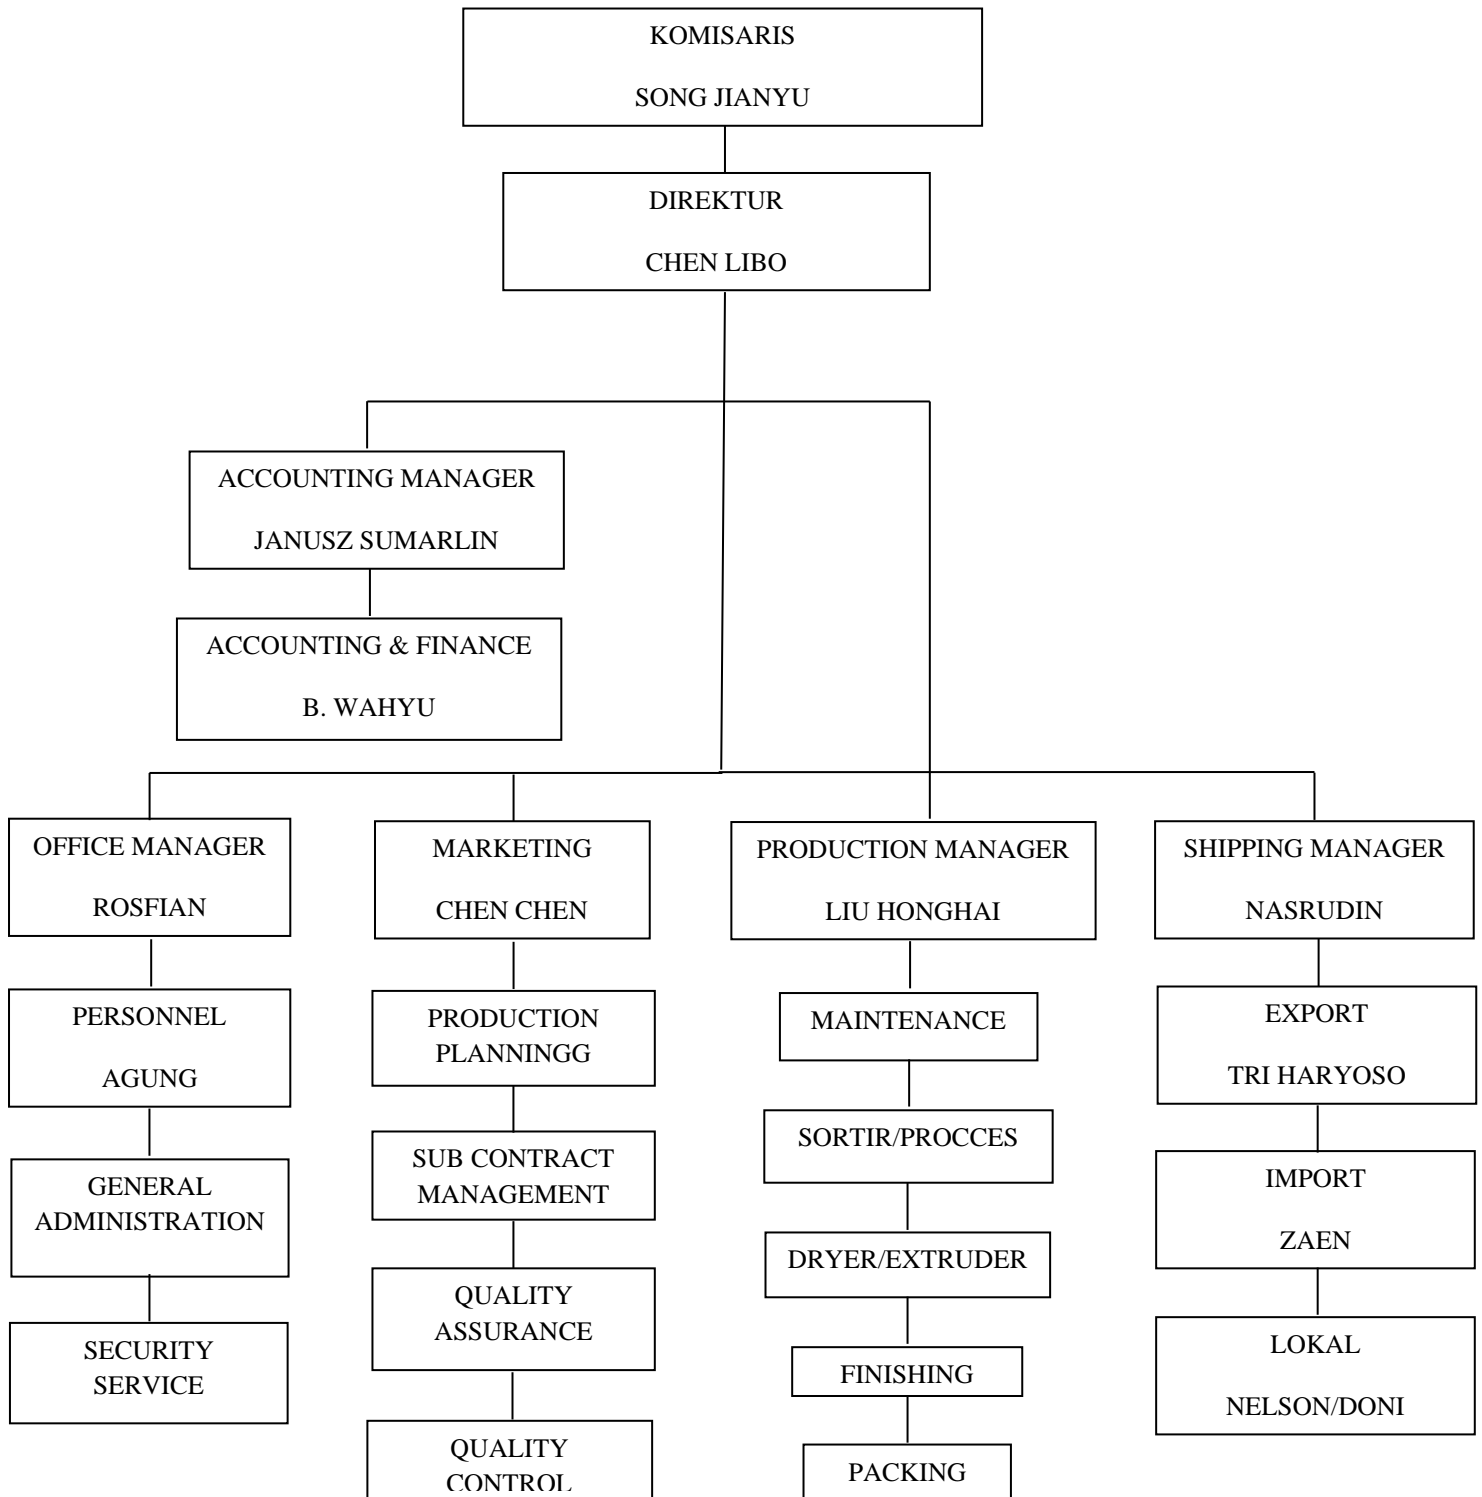 KOMISARIS
SONG JIANYU
DIREKTUR
CHEN LIBO
ACCOUNTING MANAGER
JANUSZ SUMARLIN
ACCOUNTING & FINANCE
B. WAHYU
OFFICE MANAGER
ROSFIAN
MARKETING
CHEN CHEN
PRODUCTION MANAGER
LIU HONGHAI
SHIPPING MANAGER
NASRUDIN
PERSONNEL
AGUNG
PRODUCTION
PLANNINGG
MAINTENANCE
EXPORT
TRI HARYOSO
GENERAL
ADMINISTRATION
SUB CONTRACT
MANAGEMENT
SORTIR/PROCCES
IMPORT
ZAEN
SECURITY
SERVICE
QUALITY
ASSURANCE
DRYER/EXTRUDER
LOKAL
NELSON/DONI
FINISHING
QUALITY
CONTROL
PACKING